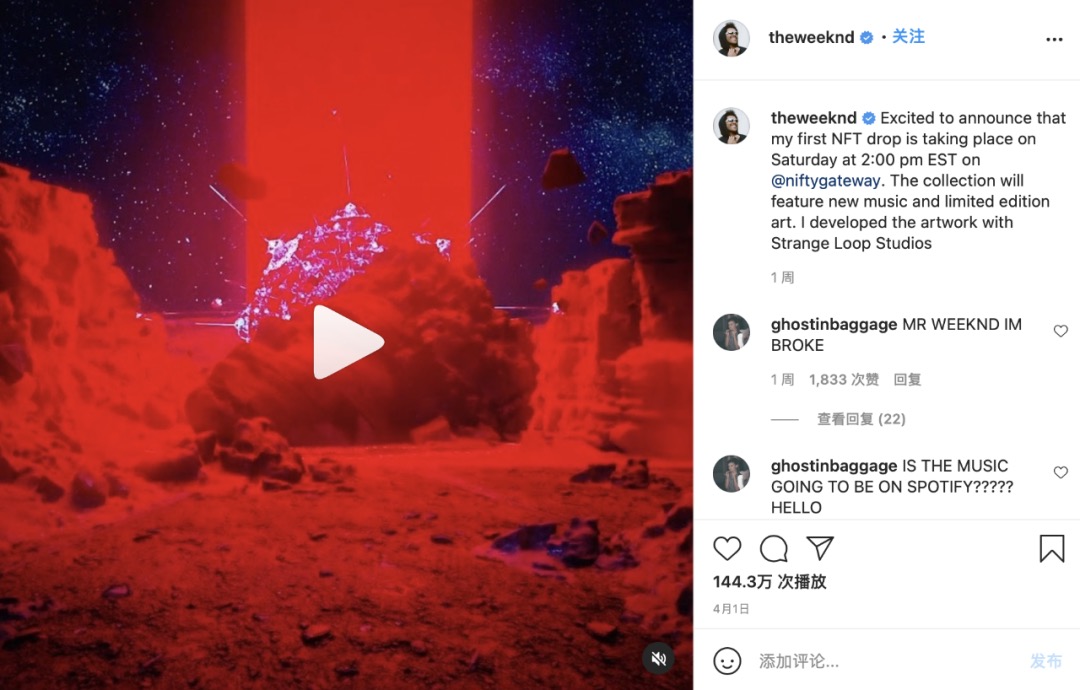 theweeknd • 关注
theweeknd Excited to announce that
my first NFT drop is taking place on
Saturday at 2:00 pm EST on
@niftygateway. The collection will
feature new music and limited edition
art. I developed the artwork with
Strange Loop Studios
1 周
ghostinbaggage MR WEEKND IM
BROKE
1 周 1,833 次赞 回复
查看回复 (22)
ghostinbaggage IS THE MUSIC
GOING TO BE ON SPOTIFY?????
HELLO
144.3万 次播放
4月1日
添加评论... 发布